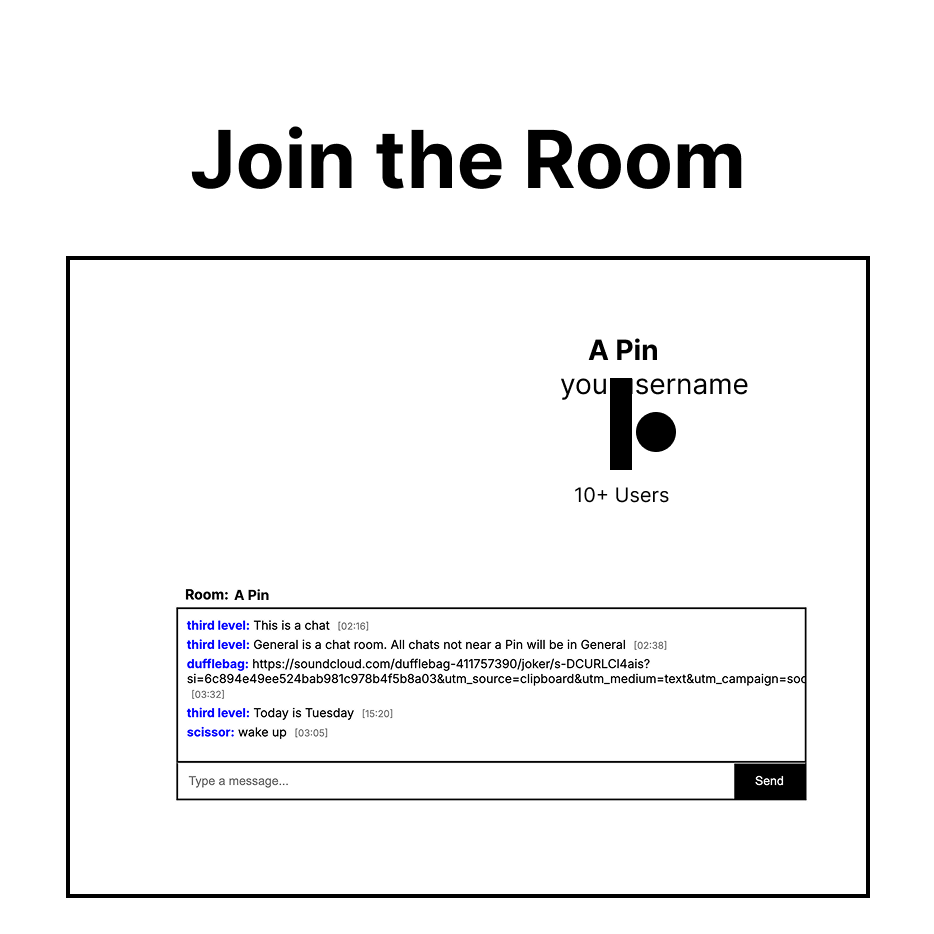 Join the Room
A Pin
you sername
10+ Users
Room: A Pin
third level: This is a chat [02:16]
third level: General is a chat room. All chats not near a Pin will be in General [02:38]
dufflebag: https://soundcloud.com/dufflebag-411757390/joker/s-DCURLCl4ais?
si=6c894e49ee524bab981c978b4f5b8a03&utm_source=clipboard&utm_medium=text&utm_campaign=soc
[03:32]
third level: Today is Tuesday [15:20]
scissor: wake up [03:05]
Type a message...
Send